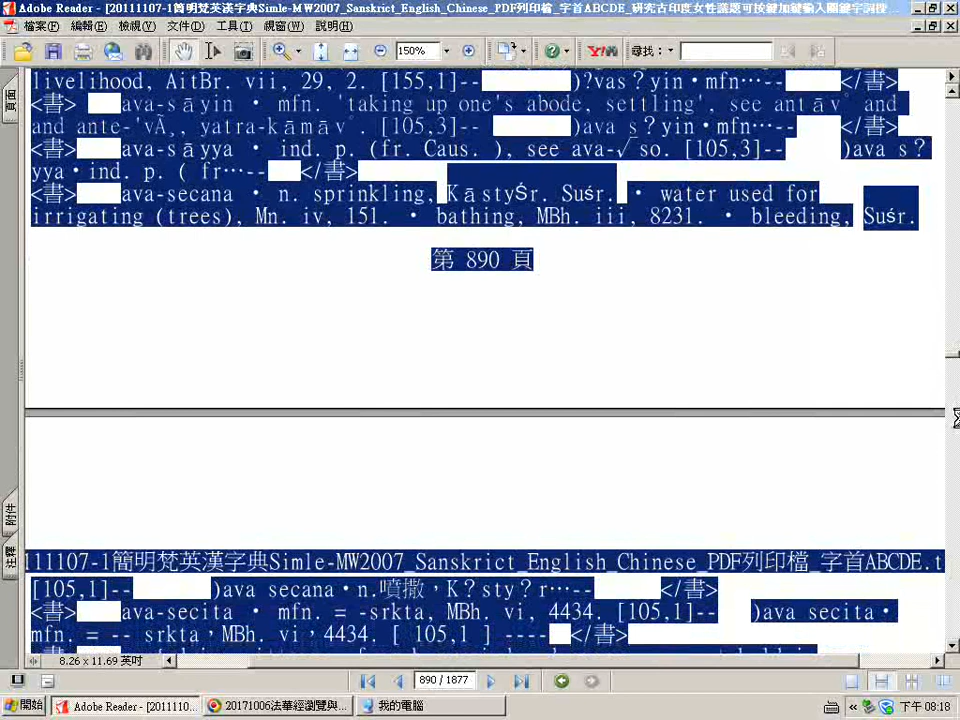 Adobe Reader - [20111107-1簡明梵英漢字典Simle-MW2007_Sanskrict_English_Chinese_PDF列印檔_字首ABCDE_研究古印度女性議題可按鍵加鍵輸入關鍵字詞搜
檔案(F) 編輯(E) 檢視(V) 文件(D) 工具(T) 視窗(W) 說明(H)
150% 尋找：
頁面
livelihood, AitBr. vii, 29, 2. [155,1]-- )?vas？yin‧mfn…-- </書>
<書> ava-sāyin ‧ mfn. 'taking up one's abode, settling', see antāv° and
and ante-'vÃ¸, yatra-kāmāv°. [105,3]-- )ava s？yin‧mfn…-- </書>
<書> ava-sāyya ‧ ind. p. (fr. Caus. ), see ava-√ so. [105,3]-- )ava s？
yya‧ind. p. ( fr…-- </書>
<書> ava-secana ‧ n. sprinkling, KāstyŚr. Suśr. ‧ water used for
irrigating (trees), Mn. iv, 151. ‧ bathing, MBh. iii, 8231. ‧ bleeding, Suśr.
第 890 頁
附件
注釋
111107-1簡明梵英漢字典Simle-MW2007_Sanskrict_English_Chinese_PDF列印檔_字首ABCDE.t
[105,1]-- )ava secana‧n.噴撒，K？sty？r…-- </書>
<書> ava-secita ‧ mfn. = -srkta, MBh. vi, 4434. [105,1]-- )ava secita‧
mfn. = -- srkta，MBh. vi，4434. [ 105,1 ] ---- </書>
8.26 x 11.69 英吋
890 / 1877
開始 Adobe Reader - [2011110... 20171006法華經瀏覽與... 我的電腦 下午 08:18